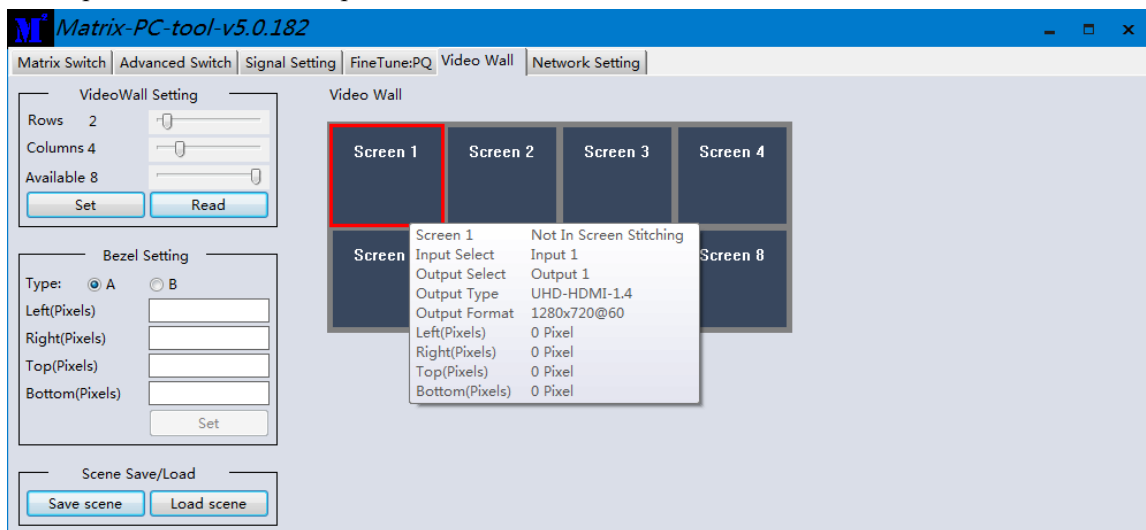 M Matrix-PC-tool-v5.0.182
Matrix Switch Advanced Switch Signal Setting FineTune:PQ Video Wall Network Setting
VideoWall Setting
Rows 2
Columns 4
Available 8
Set Read
Bezel Setting
Type: A B
Left(Pixels)
Right(Pixels)
Top(Pixels)
Bottom(Pixels)
Set
Scene Save/Load
Save scene Load scene
Video Wall
Screen 1 Screen 2 Screen 3 Screen 4
Screen Screen 8
Screen 1 Not In Screen Stitching
Input Select Input 1
Output Select Output 1
Output Type UHD-HDMI-1.4
Output Format 1280x720@60
Left(Pixels) 0 Pixel
Right(Pixels) 0 Pixel
Top(Pixels) 0 Pixel
Bottom(Pixels) 0 Pixel